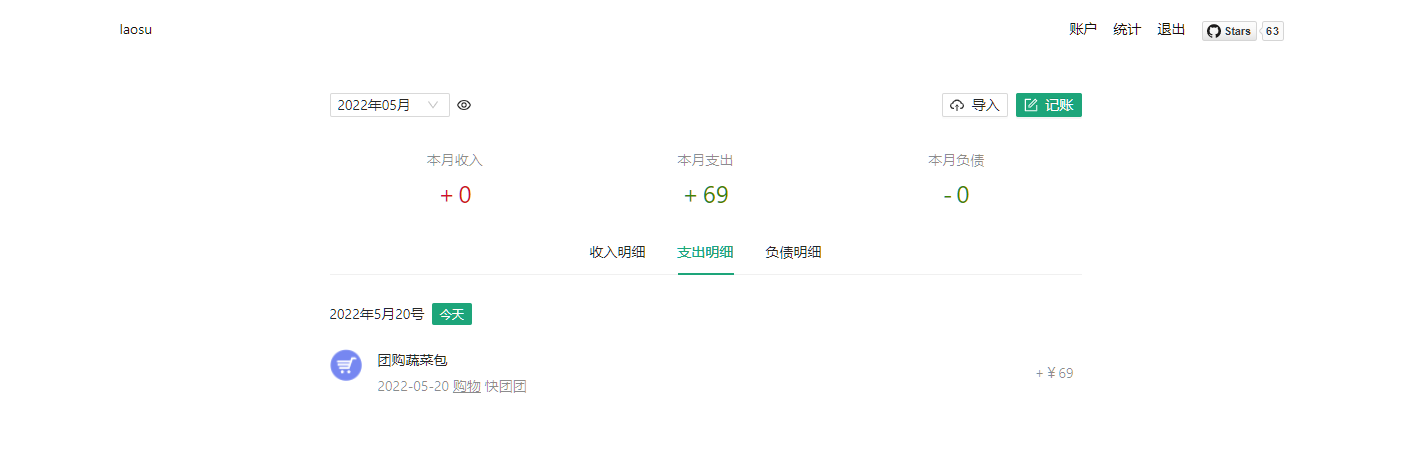 laosu 账户 统计 退出 Stars 63
2022年05月 导入 记账
本月收入 本月支出 本月负债
+ 0 + 69 - 0
收入明细 支出明细 负债明细
2022年5月20号 今天
团购蔬菜包
2022-05-20 购物 快团团
+ ¥ 69